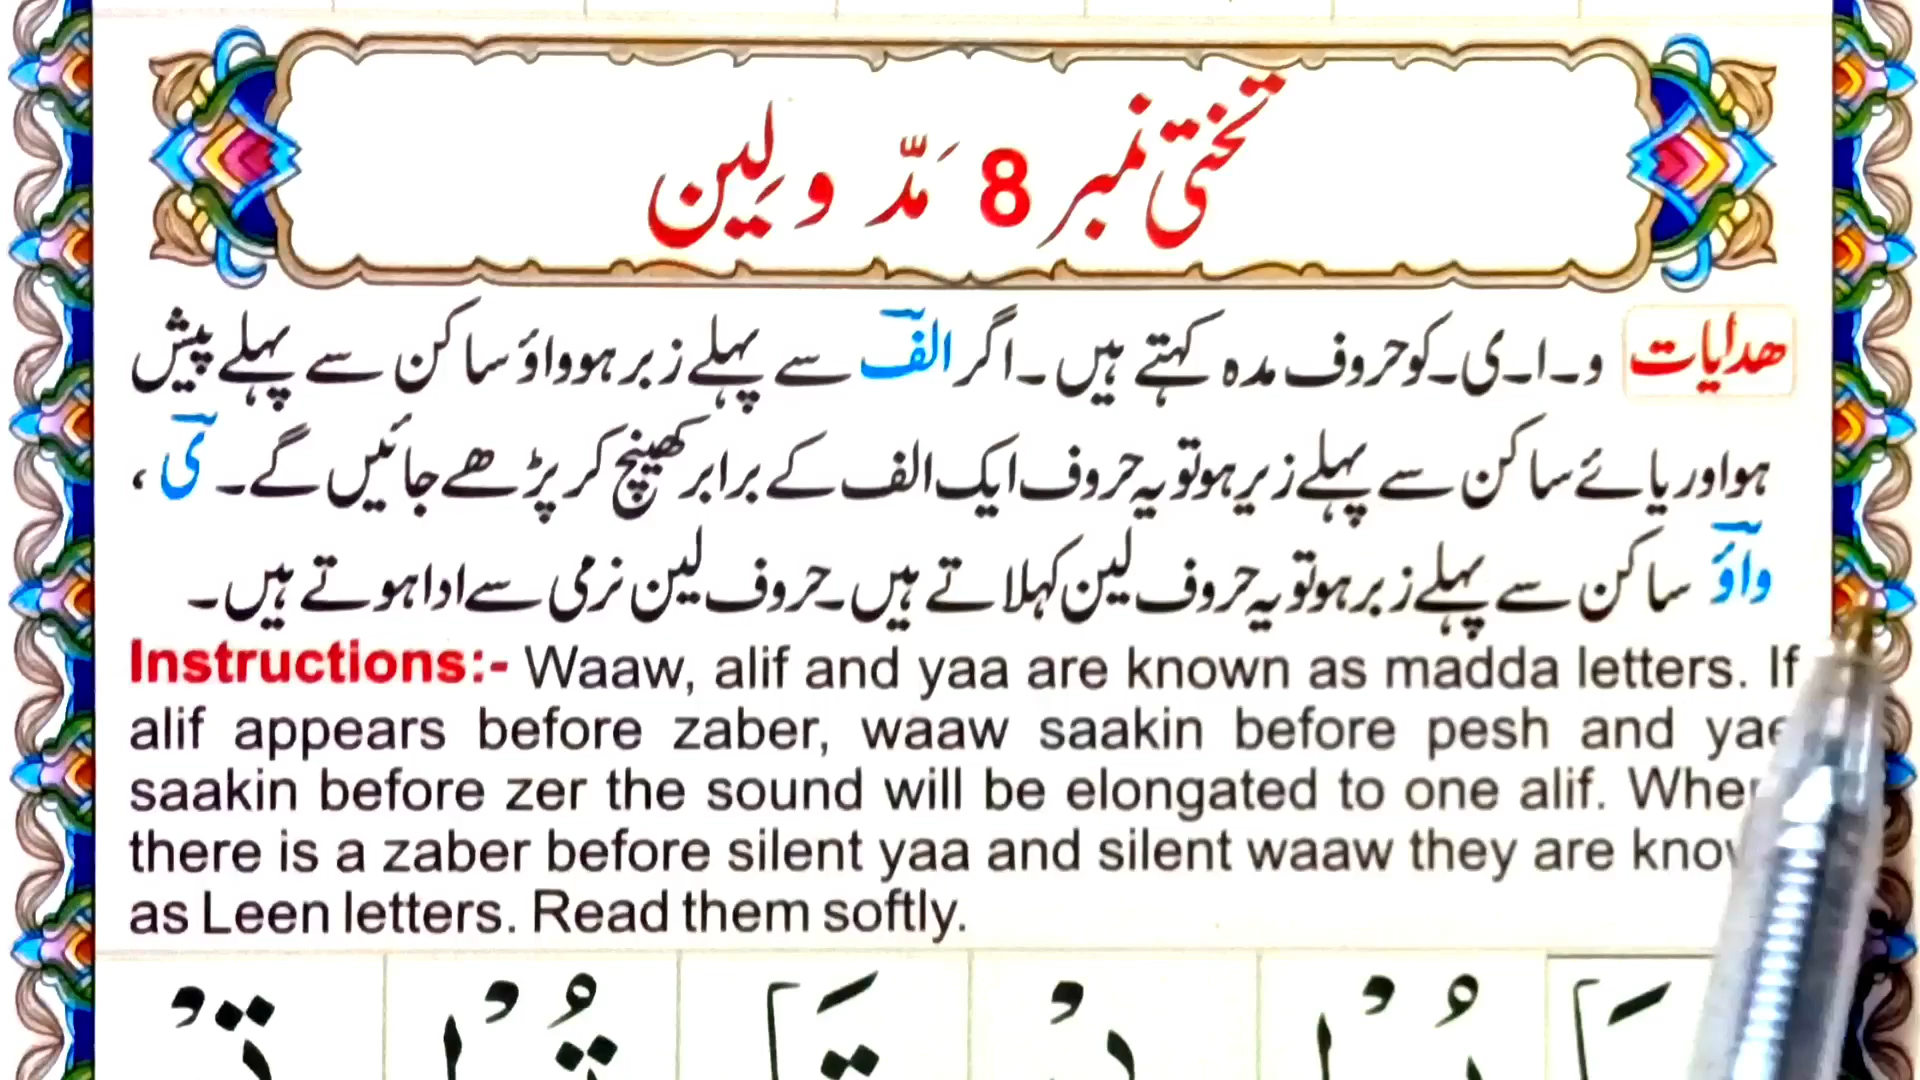 تختی نمبر 8 مَدّ و لِین
ھدایات و۔ا۔ی۔کو حروف مدہ کہتے ہیں۔ اگر الف سے پہلے زبر ہو واؤ ساکن سے پہلے پیش
ہو اور یائے ساکن سے پہلے زیر ہو تو یہ حروف ایک الف کے برابر کھینچ کر پڑھے جائیں گے۔ یٓ ،
واؤ ساکن سے پہلے زبر ہو تو یہ حروف لین کہلاتے ہیں۔ حروف لین نرمی سے ادا ہوتے ہیں۔
Instructions:- Waaw, alif and yaa are known as madda letters. If
alif appears before zaber, waaw saakin before pesh and yae
saakin before zer the sound will be elongated to one alif. When
there is a zaber before silent yaa and silent waaw they are know
as Leen letters. Read them softly.